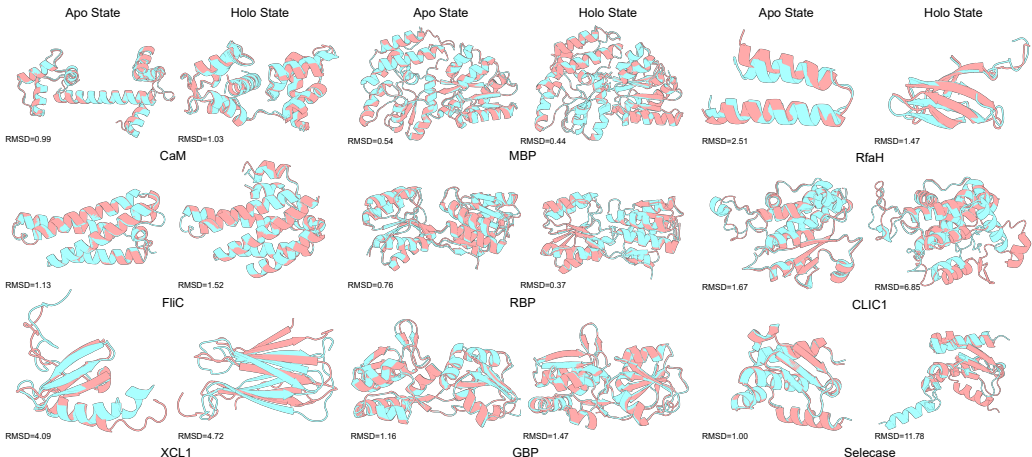 Apo State Holo State Apo State Holo State Apo State Holo State
RMSD=0.99 RMSD=1.03 RMSD=0.54 RMSD=0.44 RMSD=2.51 RMSD=1.47
CaM MBP RfaH
RMSD=1.13 RMSD=1.52 RMSD=0.76 RMSD=0.37 RMSD=1.67 RMSD=6.85
FliC RBP CLIC1
RMSD=4.09 RMSD=4.72 RMSD=1.16 RMSD=1.47 RMSD=1.00 RMSD=11.78
XCL1 GBP Selecase